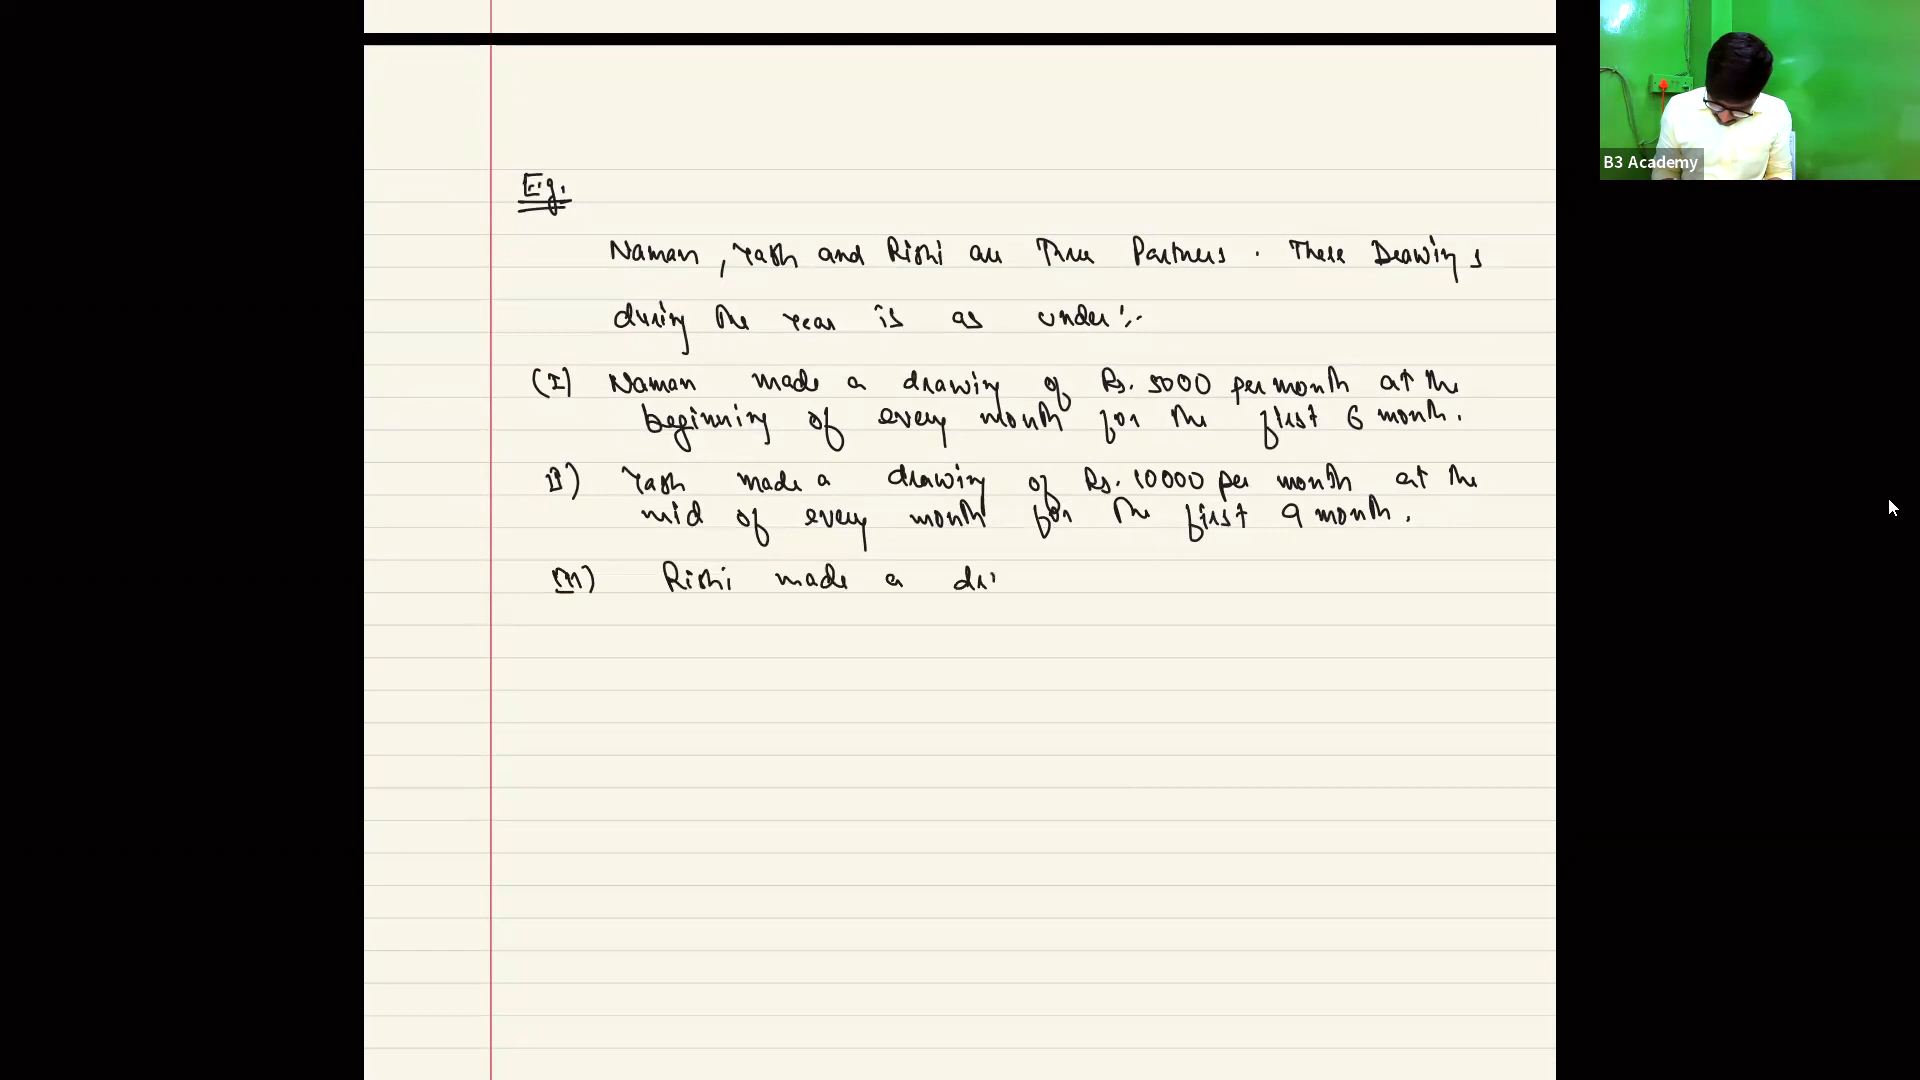 Eg.
Naman, Yash and Rishi are Three Partners. These Drawings
during the year is as under:-
(I) Naman made a drawing of Rs. 5000 per month at the
beginning of every month for the first 6 month.
II) Yash made a drawing of Rs. 10000 per month at the
mid of every month for the first 9 month.
III) Rishi made a dr
B3 Academy